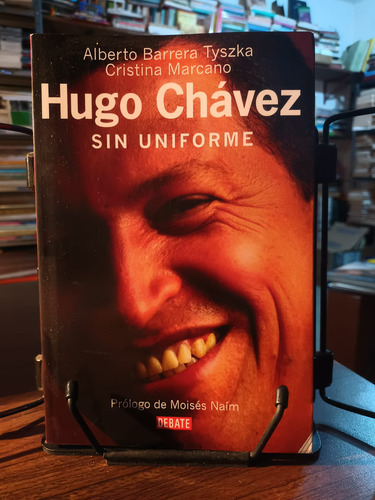 Alberto Barrera Tyszka
Cristina Marcano
Hugo Chávez
SIN UNIFORME
Prólogo de Moisés Naím
DEBATE